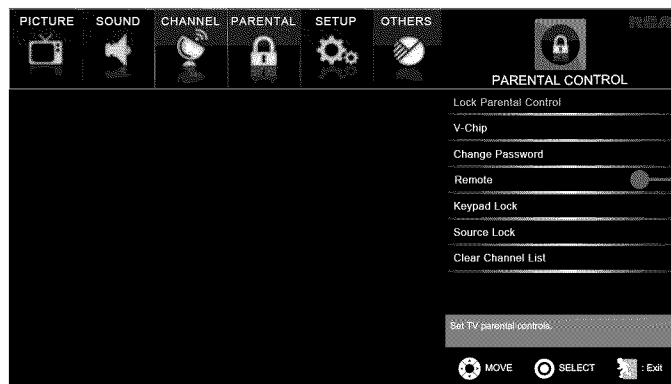 PICTURE SOUND CHANNEL PARENTAL SETUP OTHERS
RCA
PARENTAL CONTROL
Lock Parental Control
V-Chip
Change Password
Remote
Keypad Lock
Source Lock
Clear Channel List
Set TV parental controls.
MOVE SELECT : Exit